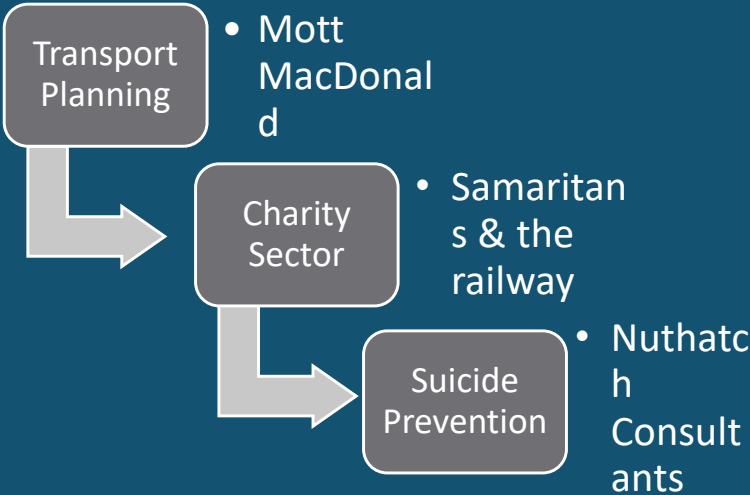 Transport
Planning
• Mott
MacDonal
d
Charity
Sector
• Samaritan
s & the
railway
Suicide
Prevention
• Nuthatc
h
Consult
ants